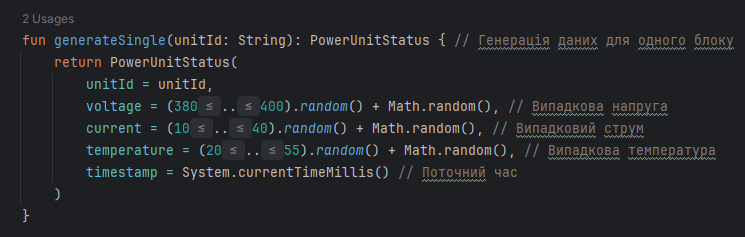 2 Usages
fun generateSingle(unitId: String): PowerUnitStatus { // Генерація даних для одного блоку
return PowerUnitStatus(
unitId = unitId,
voltage = (380 ≤ .. ≤ 400).random() + Math.random(), // Випадкова напруга
current = (10 ≤ .. ≤ 40).random() + Math.random(), // Випадковий струм
temperature = (20 ≤ .. ≤ 55).random() + Math.random(), // Випадкова температура
timestamp = System.currentTimeMillis() // Поточний час
)
}